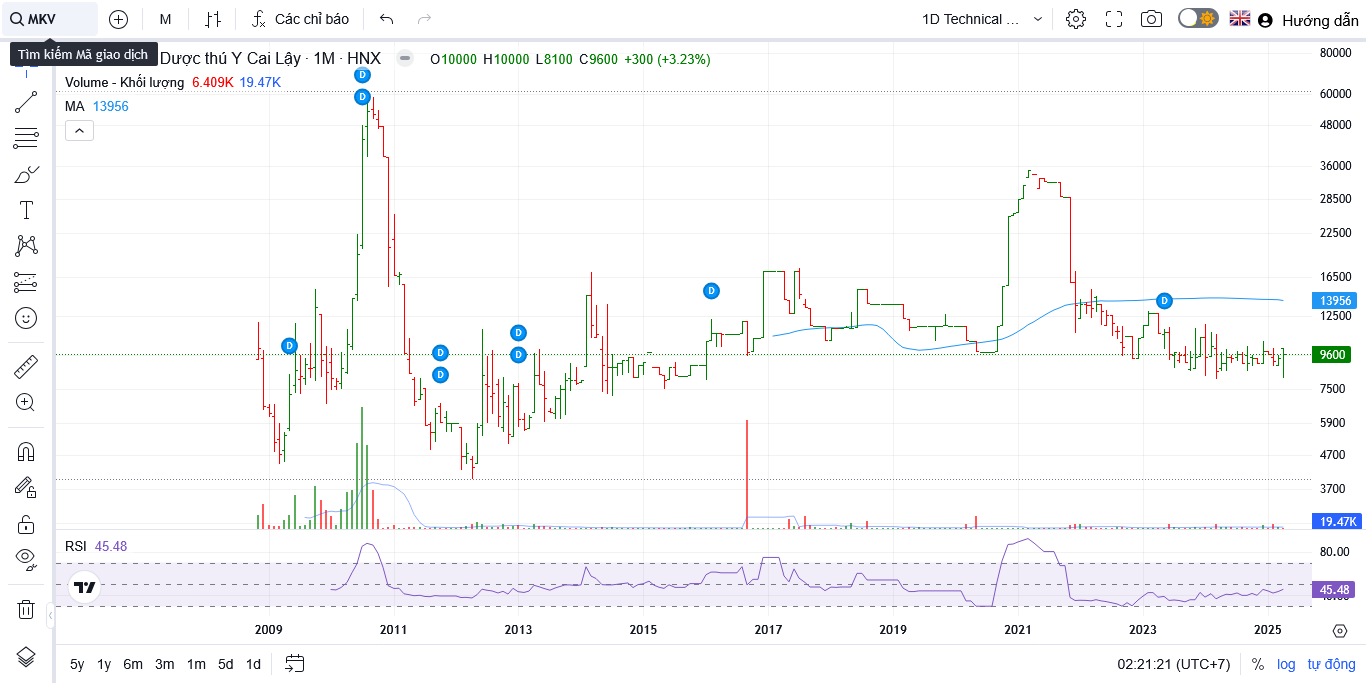 MKV
M
Các chỉ báo
1D Technical ...
Hướng dẫn
Tìm kiếm Mã giao dịch
Dược thú Y Cai Lậy · 1M · HNX
O10000 H10000 L8100 C9600 +300 (+3.23%)
Volume - Khối lượng 6.409K 19.47K
MA 13956
D
D
D
D
D
D
D
D
D
80000
60000
48000
36000
28500
22500
16500
13956
12500
9600
7500
5900
4700
3700
19.47K
RSI 45.48
80.00
45.48
2009 2011 2013 2015 2017 2019 2021 2023 2025
5y 1y 6m 3m 1m 5d 1d
02:21:21 (UTC+7)
% log tự động